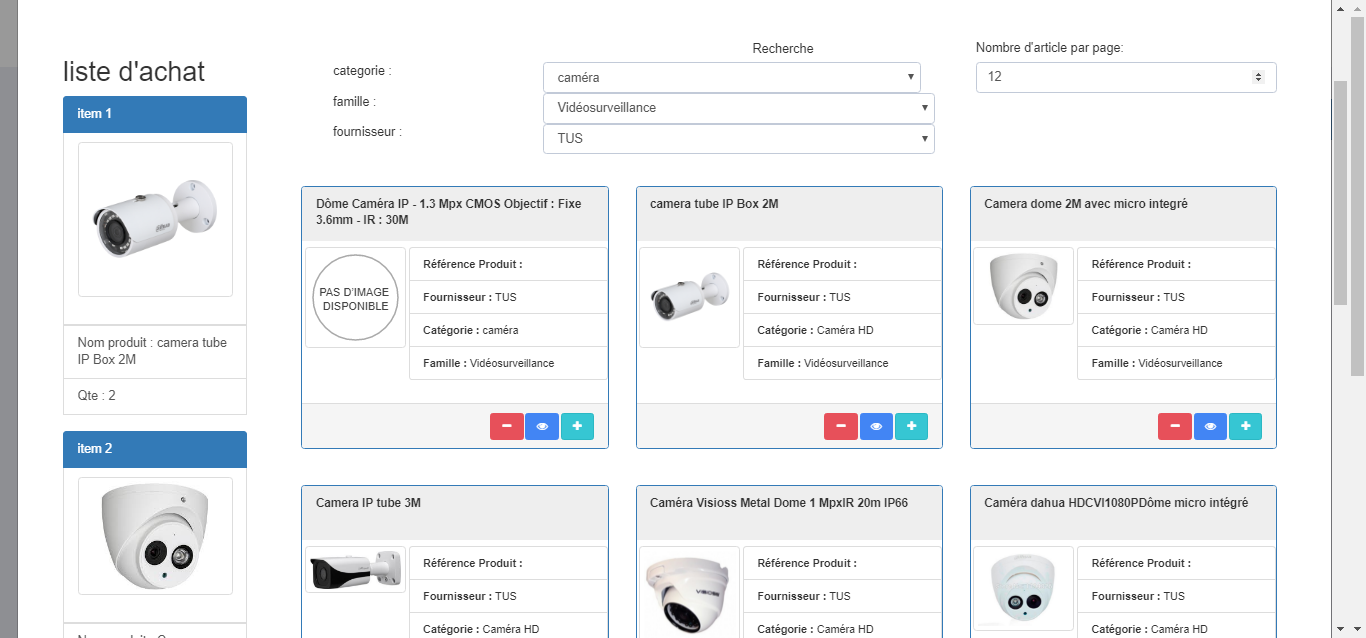 liste d'achat
item 1
Nom produit : camera tube
IP Box 2M
Qte : 2
item 2
Recherche
categorie :
caméra
famille :
Vidéosurveillance
fournisseur :
TUS
Nombre d'article par page:
12
Dôme Caméra IP - 1.3 Mpx CMOS Objectif : Fixe
3.6mm - IR : 30M
PAS D'IMAGE
DISPONIBLE
Référence Produit :
Fournisseur : TUS
Catégorie : caméra
Famille : Vidéosurveillance
camera tube IP Box 2M
Référence Produit :
Fournisseur : TUS
Catégorie : Caméra HD
Famille : Vidéosurveillance
Camera dome 2M avec micro integré
Référence Produit :
Fournisseur : TUS
Catégorie : Caméra HD
Famille : Vidéosurveillance
Camera IP tube 3M
Référence Produit :
Fournisseur : TUS
Catégorie : Caméra HD
Caméra Visioss Metal Dome 1 MpxIR 20m IP66
VISIOSS
Référence Produit :
Fournisseur : TUS
Catégorie : Caméra HD
Caméra dahua HDCVI1080PDôme micro intégré
Référence Produit :
Fournisseur : TUS
Catégorie : Caméra HD